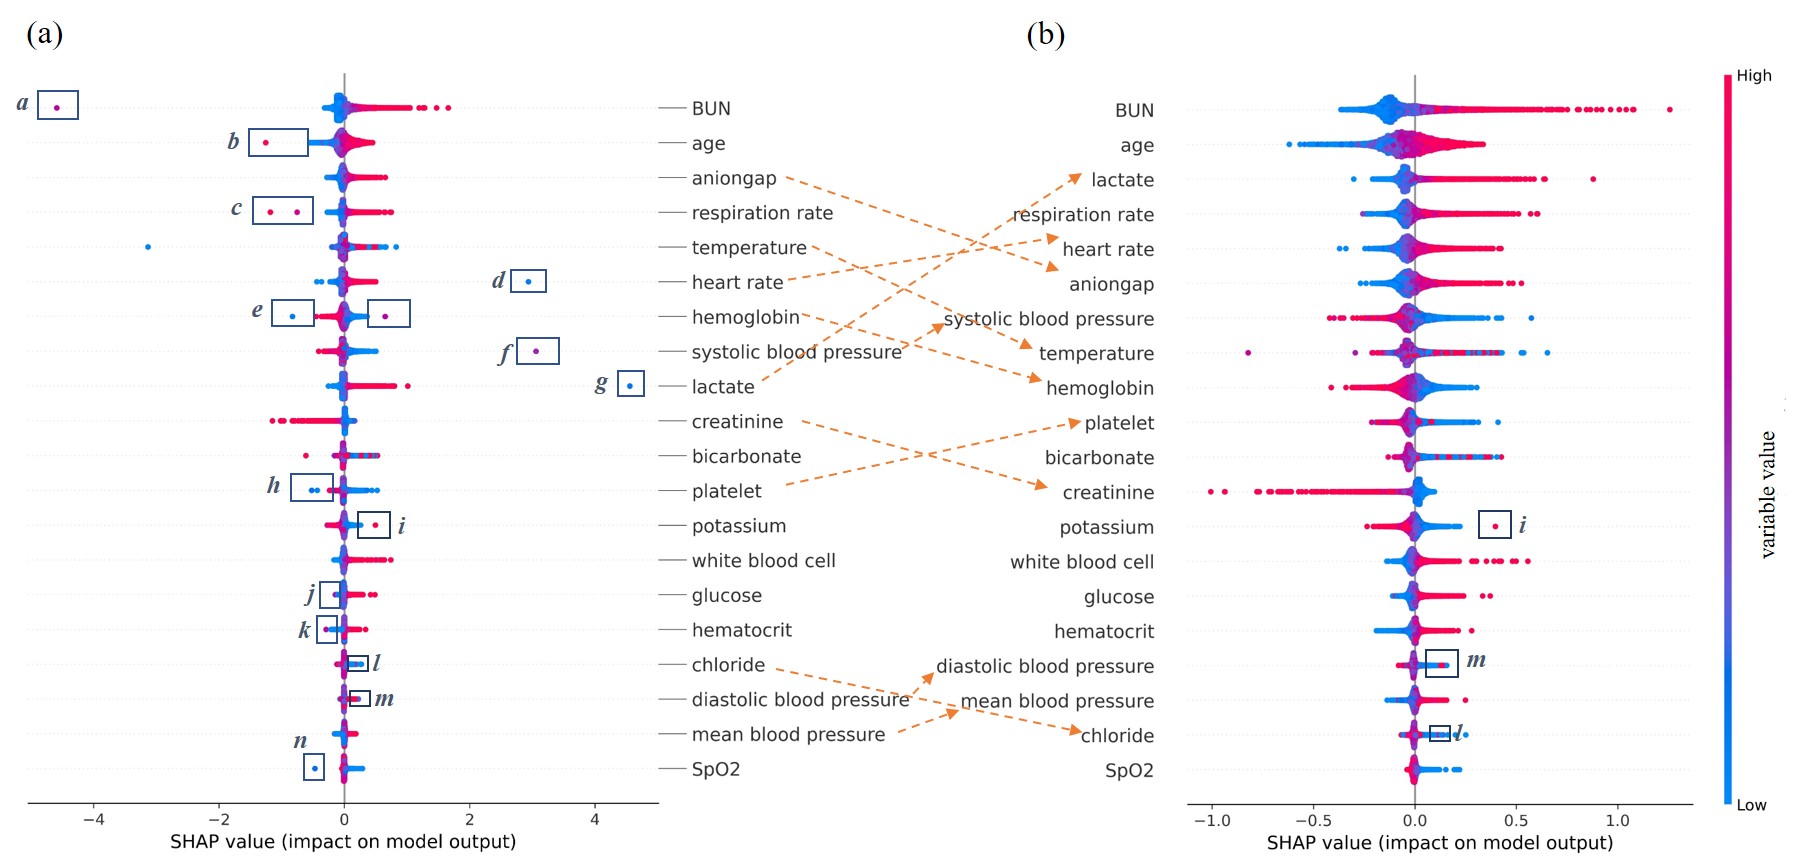 (a)
(b)
a
b
c
d
e
f
g
h
i
j
k
l
m
n
BUN
age
aniongap
respiration rate
temperature
heart rate
hemoglobin
systolic blood pressure
lactate
creatinine
bicarbonate
platelet
potassium
white blood cell
glucose
hematocrit
chloride
diastolic blood pressure
mean blood pressure
SpO2
−4
−2
0
2
4
SHAP value (impact on model output)
BUN
age
lactate
respiration rate
heart rate
aniongap
systolic blood pressure
temperature
hemoglobin
platelet
bicarbonate
creatinine
potassium
white blood cell
glucose
hematocrit
diastolic blood pressure
mean blood pressure
chloride
SpO2
i
m
l
−1.0
−0.5
0.0
0.5
1.0
SHAP value (impact on model output)
High
variable value
Low